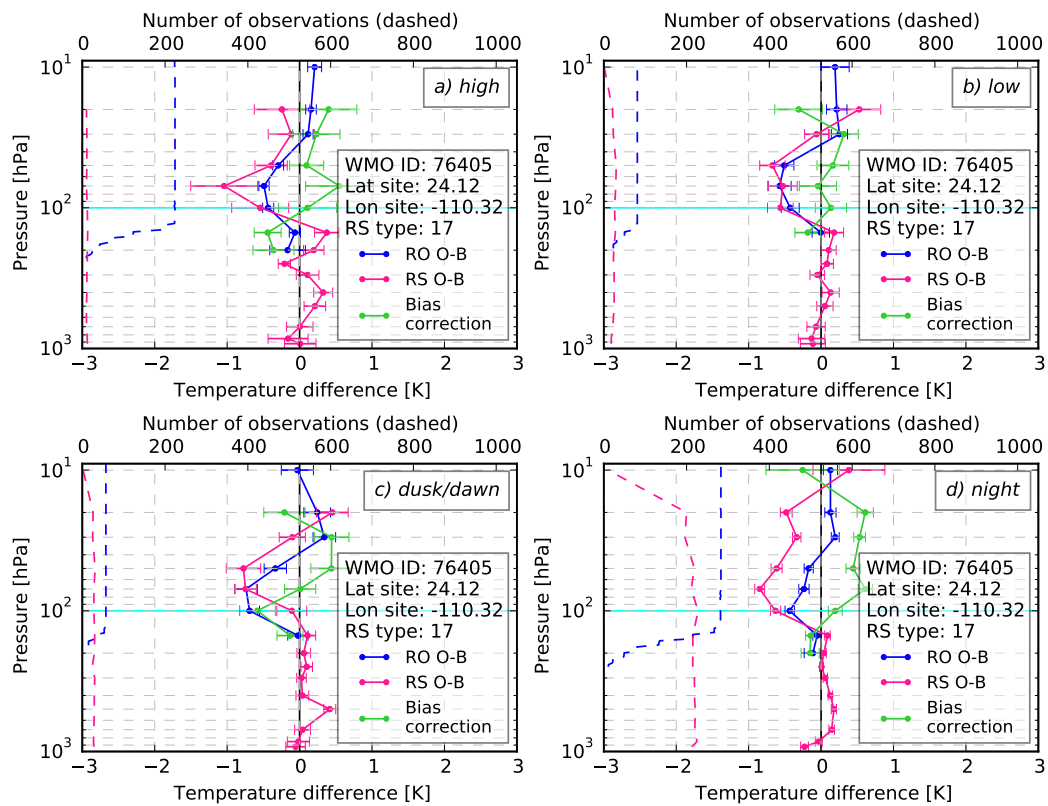 Number of observations (dashed)
0 200 400 600 800 1000
10¹
10²
10³
Pressure [hPa]
a) high
WMO ID: 76405
Lat site: 24.12
Lon site: -110.32
RS type: 17
RO O-B
RS O-B
Bias
correction
−3 −2 −1 0 1 2 3
Temperature difference [K]
Number of observations (dashed)
0 200 400 600 800 1000
10¹
10²
10³
Pressure [hPa]
b) low
WMO ID: 76405
Lat site: 24.12
Lon site: -110.32
RS type: 17
RO O-B
RS O-B
Bias
correction
−3 −2 −1 0 1 2 3
Temperature difference [K]
Number of observations (dashed)
0 200 400 600 800 1000
10¹
10²
10³
Pressure [hPa]
c) dusk/dawn
WMO ID: 76405
Lat site: 24.12
Lon site: -110.32
RS type: 17
RO O-B
RS O-B
Bias
correction
−3 −2 −1 0 1 2 3
Temperature difference [K]
Number of observations (dashed)
0 200 400 600 800 1000
10¹
10²
10³
Pressure [hPa]
d) night
WMO ID: 76405
Lat site: 24.12
Lon site: -110.32
RS type: 17
RO O-B
RS O-B
Bias
correction
−3 −2 −1 0 1 2 3
Temperature difference [K]